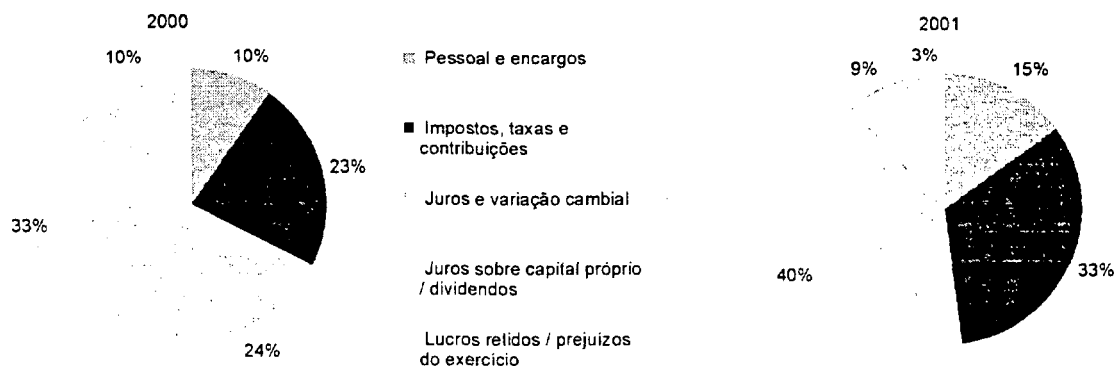 2000
10%
10%
23%
33%
24%
Pessoal e encargos
Impostos, taxas e
contribuições
Juros e variação cambial
Juros sobre capital próprio
/ dividendos
Lucros retidos / prejuízos
do exercício
2001
9%
3%
15%
40%
33%